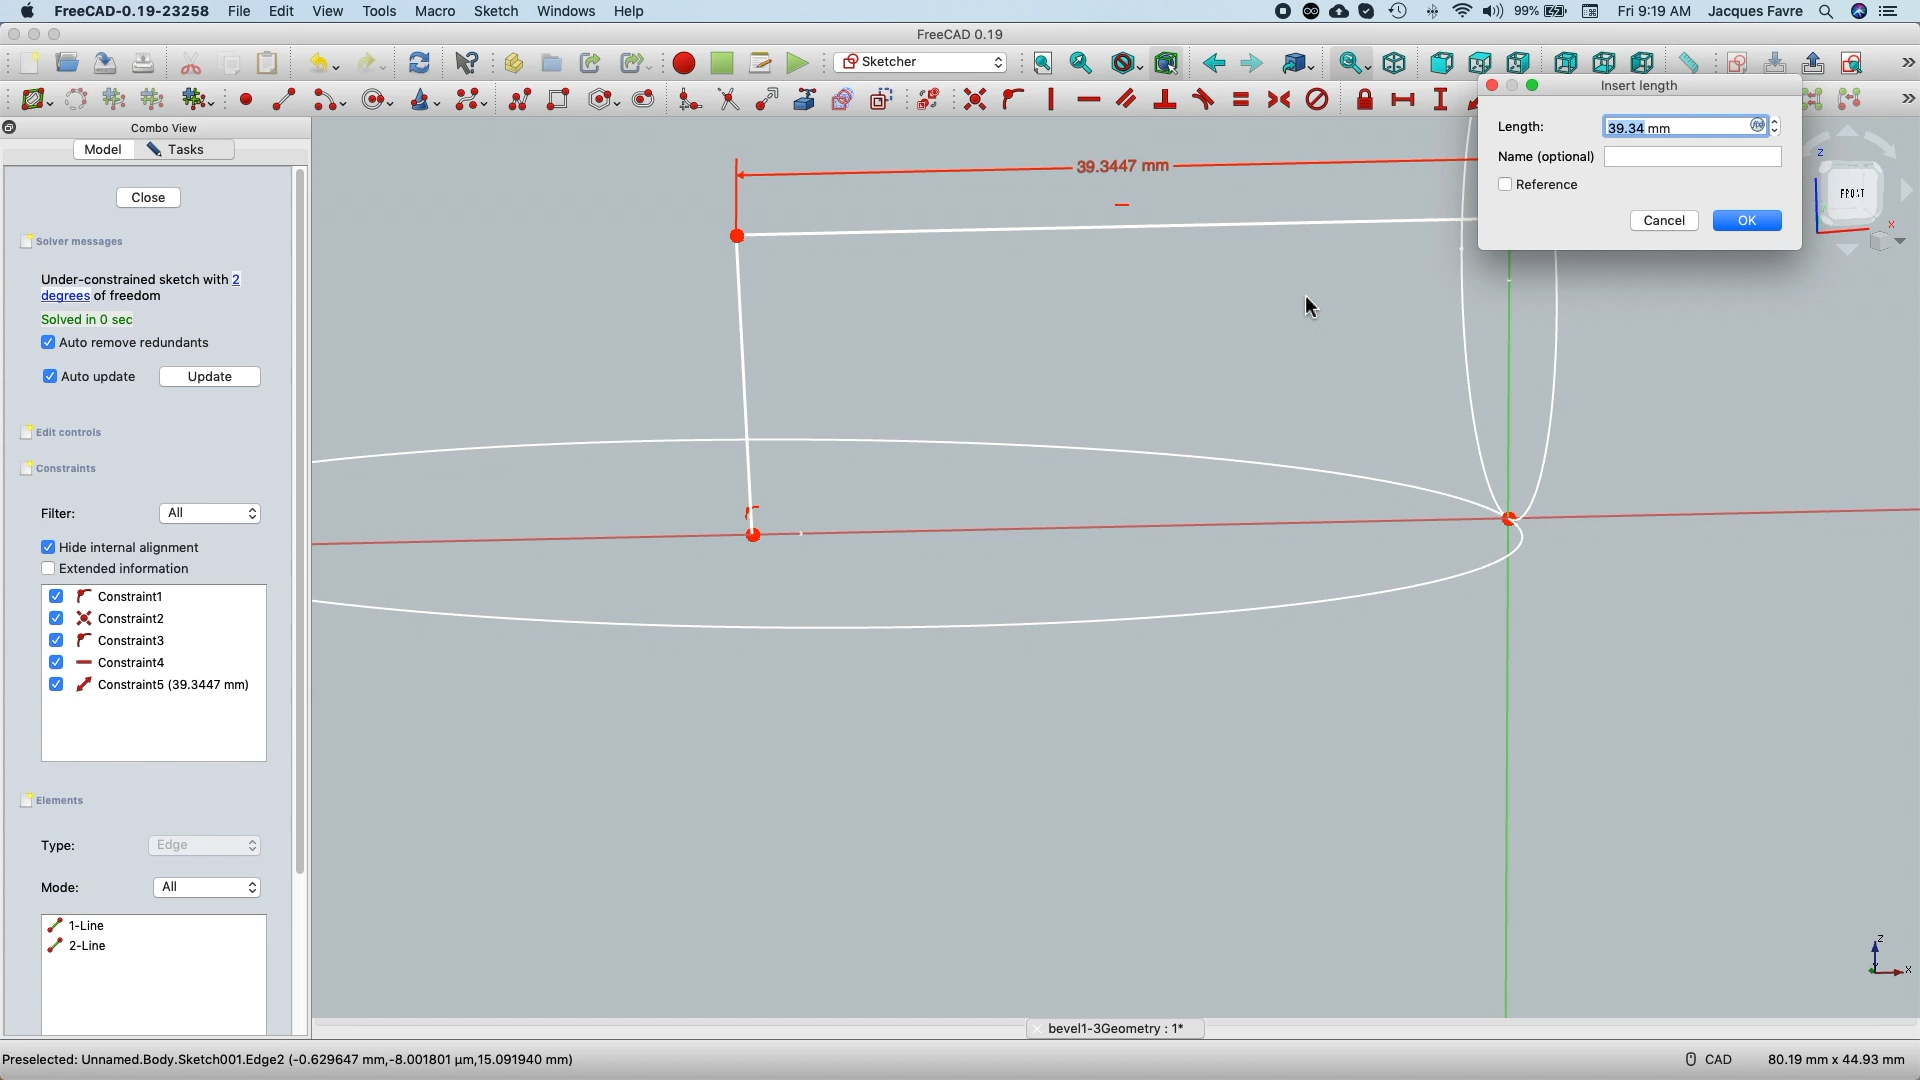 FreeCAD-0.19-23258 File Edit View Tools Macro Sketch Windows Help 99% Fri 9:19 AM Jacques Favre
FreeCAD 0.19
Sketcher
Insert length
Length: 39.34 mm
Name (optional)
Reference
Cancel OK
Combo View
Model Tasks
Close
Solver messages
Under-constrained sketch with 2
degrees of freedom
Solved in 0 sec
Auto remove redundants
Auto update Update
Edit controls
Constraints
Filter: All
Hide internal alignment
Extended information
Constraint1
Constraint2
Constraint3
Constraint4
Constraint5 (39.3447 mm)
Elements
Type: Edge
Mode: All
1-Line
2-Line
39.3447 mm
Z
FRONT
X
Z
X
bevel1-3Geometry : 1*
Preselected: Unnamed.Body.Sketch001.Edge2 (-0.629647 mm,-8.001801 µm,15.091940 mm) CAD 80.19 mm x 44.93 mm